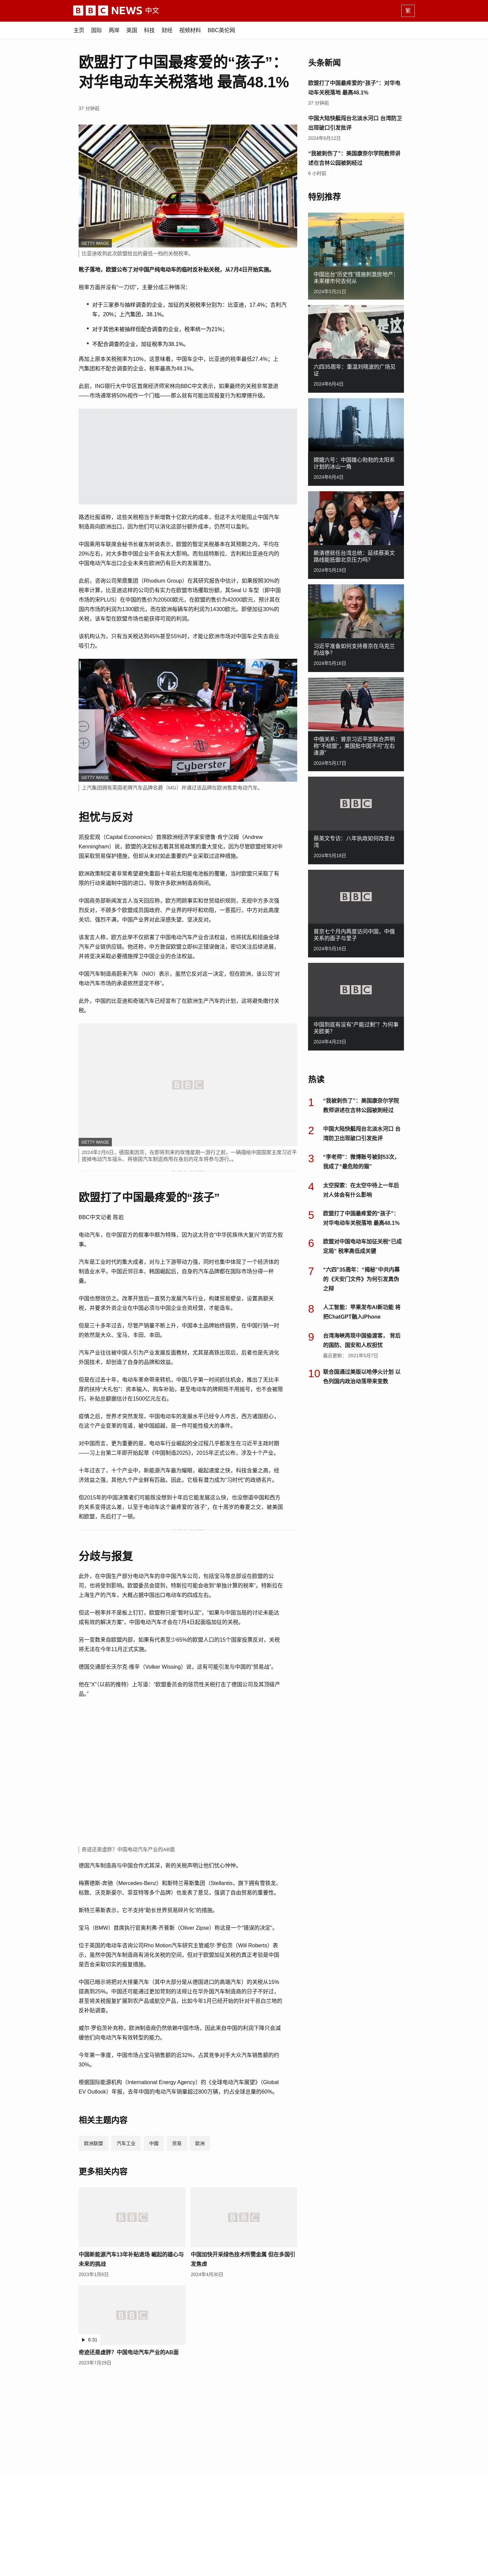 BBC NEWS 中文
繁
主页 国际 两岸 英国 科技 财经 视频材料 BBC英伦网
欧盟打了中国最疼爱的“孩子”：
对华电动车关税落地 最高48.1%
37 分钟前
GETTY IMAGE
比亚迪收到此次欧盟给出的最低一档的关税税率。
靴子落地，欧盟公布了对中国产纯电动车的临时反补贴关税，从7月4日开始实施。
税率方面并没有“一刀切”，主要分成三种情况：
对于三家参与抽样调查的企业，加征的关税税率分别为：比亚迪，17.4%；吉利汽
车，20%；上汽集团，38.1%。
对于其他未被抽样但配合调查的企业，税率统一为21%；
不配合调查的企业，加征税率为38.1%。
再加上原本关税税率为10%，这意味着，中国车企中，比亚迪的税率最低27.4%；上
汽集团和不配合调查的企业，税率最高为48.1%。
此前，ING银行大中华区首席经济师宋林向BBC中文表示，如果最终的关税非常激进
——市场通常将50%视作一个门槛——那么就有可能出现报复行为和摩擦升级。
路透社报道称，这些关税相当于新增数十亿欧元的成本，但这不太可能阻止中国汽车
制造商向欧洲出口，因为他们可以消化这部分额外成本，仍然可以盈利。
中国乘用车联席会秘书长崔东树谈表示，欧盟的暂定关税基本在其预期之内，平均在
20%左右，对大多数中国企业不会有太大影响。而包括特斯拉、吉利和比亚迪在内的
中国电动汽车出口企业未来在欧洲仍有巨大的发展潜力。
此前，咨询公司荣鼎集团（Rhodium Group）在其研究报告中估计，如果按照30%的
税率计算，比亚迪这样的公司仍有实力在欧盟市场攫取份额，其Seal U 车型（即中国
市场的宋PLUS）在中国的售价为20500欧元，在欧盟的售价为42000欧元，预计其在
国内市场的利润为1300欧元，而在欧洲每辆车的利润为14300欧元。即使加征30%的
关税，该车型在欧盟市场也能获得可观的利润。
该机构认为，只有当关税达到45%甚至55%时，才能让欧洲市场对中国车企失去商业
吸引力。
Cyberster
GETTY IMAGE
上汽集团拥有英国老牌汽车品牌名爵（MG）并通过该品牌在欧洲售卖电动汽车。
担忧与反对
凯投宏观（Capital Economics）首席欧洲经济学家安德鲁·肯宁汉姆（Andrew
Kenningham）说，欧盟的决定标志着其贸易政策的重大变化，因为尽管欧盟经常对中
国采取贸易保护措施，但却从未对如此重要的产业采取过这种措施。
欧洲政策制定者非常希望避免重蹈十年前太阳能电池板的覆辙，当时欧盟只采取了有
限的行动来遏制中国的进口，导致许多欧洲制造商倒闭。
中国商务部新闻发言人当天回应称，欧方罔顾事实和世贸组织规则，无视中方多次强
烈反对，不顾多个欧盟成员国政府、产业界的呼吁和劝阻，一意孤行，中方对此高度
关切、强烈不满，中国产业界对此深感失望、坚决反对。
该发言人称，欧方此举不仅损害了中国电动汽车产业合法权益，也将扰乱和扭曲全球
汽车产业链供应链。他还称，中方敦促欧盟立即纠正错误做法，密切关注后续进展，
并将坚决采取必要措施捍卫中国企业的合法权益。
中国汽车制造商蔚来汽车（NIO）表示，虽然它反对这一决定，但在欧洲，该公司“对
电动汽车市场的承诺依然坚定不移”。
此外，中国的比亚迪和奇瑞汽车已经宣布了在欧洲生产汽车的计划，这将避免缴付关
税。
BBC
GETTY IMAGE
2024年2月6日，德国奥因茨，在即将到来的玫瑰星期一游行之前，一辆描绘中国国家主席习近平
搓掉电动汽车插头、将德国汽车制造商甩在身后的花车将参与游行。。
欧盟打了中国最疼爱的“孩子”
BBC中文记者 陈岩
电动汽车，在中国官方的叙事中颇为特殊，因为这太符合“中华民族伟大复兴”的官方叙
事。
汽车是工业时代的集大成者，对与上下游带动力强，同时也集中体现了一个经济体的
制造业水平。中国近邻日本、韩国崛起后，自身的汽车品牌都在国际市场分得一杯
羹。
中国也想效仿之。改革开放后一直努力发展汽车行业，构建贸易壁垒，设置高额关
税，并要求外资企业在中国必须与中国企业合资经营，才能造车。
但是三十多年过去，尽管产销量不断上升，中国本土品牌始终弱势，在中国行销一时
的依然是大众、宝马、丰田、本田。
汽车产业往往被中国人引为产业发展反面教材，尤其是高铁出现后，后者也是先消化
外国技术，却创造了自身的品牌和效益。
但是在过去十年，电动车革命带来转机。中国几乎第一时间抓住机会，推出了无比丰
厚的扶持“大礼包”：资本输入，购车补贴，甚至电动车的牌照既不用摇号，也不会被限
行。补贴总额据估计在1500亿元左右。
疫情之后，世界才突然发现，中国电动车的发展水平已经令人咋舌，西方诸国担心，
在这个产业变革的弯道，被中国超越，是一件可能性极大的事件。
对中国而言，更为重要的是，电动车行业崛起的全过程几乎都发生在习近平主政时期
——习上台第二年即开始起草《中国制造2025》，2015年正式公布，涉及十个产业。
十年过去了，十个产业中，新能源汽车最为耀眼，崛起速度之快，科技含量之高，经
济效益之强，其他九个产业鲜有匹敌。因此，它极有潜力成为“习时代”的政绩名片。
但2015年的中国决策者们可能既没想到十年后它能发展这么快，也没想道中国和西方
的关系变得这么差，以至于电动车这个最疼爱的“孩子”，在十周岁的春夏之交，被美国
和欧盟，先后打了一顿。
分歧与报复
此外，在中国生产部分电动汽车的非中国汽车公司，包括宝马等总部设在欧盟的公
司，也将受到影响。欧盟委员会提到，特斯拉可能会收到“单独计算的税率”。特斯拉在
上海生产的汽车，大概占据中国出口电动车的四成左右。
但这一税率并不是板上钉钉，欧盟称只是“暂时认定”，“如果与中国当局的讨论未能达
成有效的解决方案”，中国电动汽车才会在7月4日起面临加征的关税。
另一变数来自欧盟内部，如果有代表至少65%的欧盟人口的15个国家投票反对，关税
将无法在今年11月正式实施。
德国交通部长沃尔克·维辛（Volker Wissing）说，这有可能引发与中国的“贸易战”。
他在“X”（以前的推特）上写道：“欧盟委员会的惩罚性关税打击了德国公司及其顶级产
品。”
奇迹还是虚胖？中国电动汽车产业的AB面
德国汽车制造商与中国合作尤其深，新的关税声明让他们忧心忡忡。
梅赛德斯-奔驰（Mercedes-Benz）和斯特兰蒂斯集团（Stellantis，旗下拥有雪铁龙、
标致、沃克斯豪尔、菲亚特等多个品牌）也发表了意见，强调了自由贸易的重要性。
斯特兰蒂斯表示，它不支持“助长世界贸易碎片化”的措施。
宝马（BMW）首席执行官奥利弗·齐普斯（Oliver Zipse）称这是一个“错误的决定”。
位于英国的电动车咨询公司Rho Motion汽车研究主管威尔·罗伯茨（Will Roberts）表
示，虽然中国汽车制造商有消化关税的空间，但对于欧盟加征关税的真正考验是中国
是否会采取切实的报复措施。
中国已暗示将把对大排量汽车（其中大部分是从德国进口的高端汽车）的关税从15%
提高到25%。中国还可能通过更加苛刻的法规让在华外国汽车制造商的日子不好过，
甚至将关税报复扩展到农产品或航空产品，比如今年1月已经开始的针对干邑白兰地的
反补贴调查。
威尔·罗伯茨补充称，欧洲制造商仍然依赖中国市场，因此来自中国的利润下降只会减
缓他们向电动汽车有效转型的能力。
今年第一季度，中国市场占宝马销售额的近32%，占其竞争对手大众汽车销售额的约
30%。
根据国际能源机构（International Energy Agency）的《全球电动汽车展望》（Global
EV Outlook）年报，去年中国的电动汽车销量超过800万辆，约占全球总量的60%。
相关主题内容
欧洲联盟 汽车工业 中國 贸易 歐洲
更多相关内容
BBC
中国新能源汽车13年补贴退场 崛起的雄心与
未来的挑战
2023年1月6日
BBC
中国加快开采绿色技术所需金属 但在多国引
发焦虑
2024年4月30日
BBC
6:31
奇迹还是虚胖？中国电动汽车产业的AB面
2023年7月29日
头条新闻
欧盟打了中国最疼爱的“孩子”：对华电
动车关税落地 最高48.1%
37 分钟前
中国大陆快艇闯台北淡水河口 台湾防卫
出现破口引发批评
2024年6月12日
“我被刺伤了”：美国康奈尔学院教师讲
述在吉林公园被刺经过
6 小时前
特别推荐
中国出台“历史性”措施刺激房地产：
未来楼市何去何从
2024年5月21日
六四35周年：重温刘晓波的广场见
证
2024年6月4日
嫦娥六号：中国雄心勃勃的太阳系
计划的冰山一角
2024年6月4日
赖清德就任台湾总统：延续蔡英文
路线能抵御北京压力吗？
2024年5月19日
习近平准备如何支持普京在乌克兰
的战争？
2024年5月16日
中俄关系：普京习近平签联合声明
称“不结盟”，美国批中国不可“左右
逢源”
2024年5月17日
BBC
蔡英文专访：八年执政如何改变台
湾
2024年5月18日
BBC
普京七个月内再度访问中国，中俄
关系的面子与里子
2024年5月16日
BBC
中国到底有没有“产能过剩”？为何事
关欧美？
2024年4月23日
热读
1 “我被刺伤了”：美国康奈尔学院
教师讲述在吉林公园被刺经过
2 中国大陆快艇闯台北淡水河口 台
湾防卫出现破口引发批评
3 “李老师”：微博账号被封53次，
我成了“最危险的猫”
4 太空探索：在太空中待上一年后
对人体会有什么影响
5 欧盟打了中国最疼爱的“孩子”：
对华电动车关税落地 最高48.1%
6 欧盟对中国电动车加征关税“已成
定局” 税率高低成关键
7 “六四”35周年：“揭秘”中共内幕
的《天安门文件》为何引发真伪
之辩
8 人工智能：苹果发布AI新功能 将
把ChatGPT融入iPhone
9 台湾海峡再现中国偷渡客， 背后
的国防、国安和人权担忧
最近更新： 2021年5月7日
10 联合国通过美版以哈停火计划 以
色列国内政治动荡带来变数